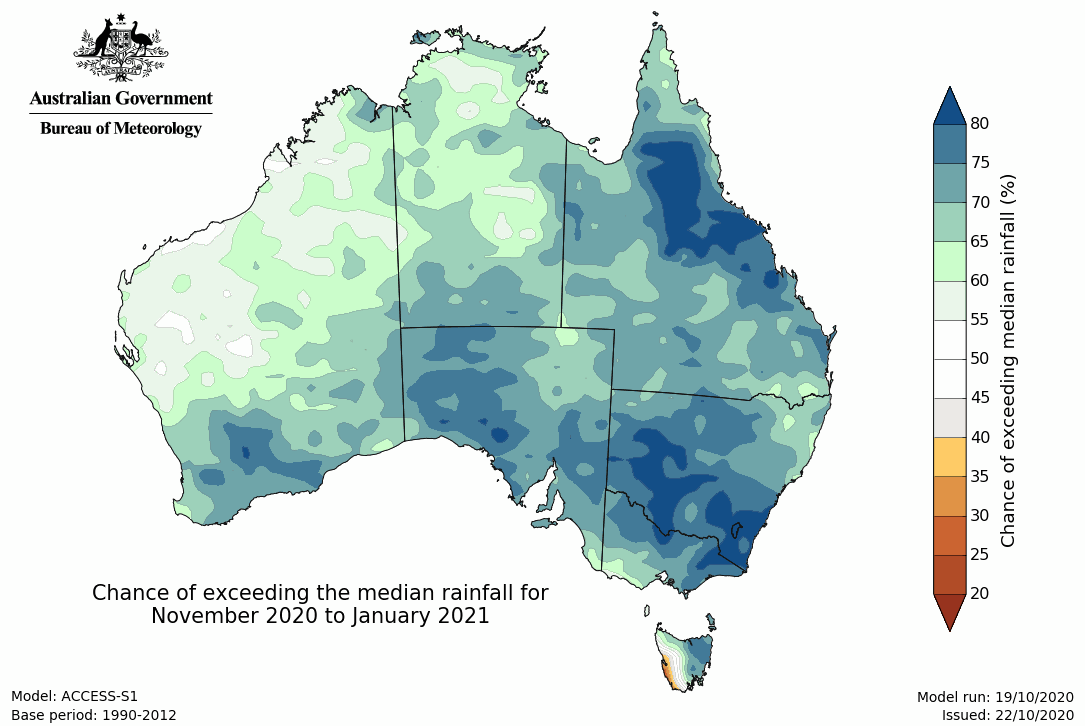 AUSTRALIA
Australian Government
Bureau of Meteorology
80
75
70
65
60
55
50
45
40
35
30
25
20
Chance of exceeding median rainfall (%)
Chance of exceeding the median rainfall for
November 2020 to January 2021
Model: ACCESS-S1
Base period: 1990-2012
Model run: 19/10/2020
Issued: 22/10/2020